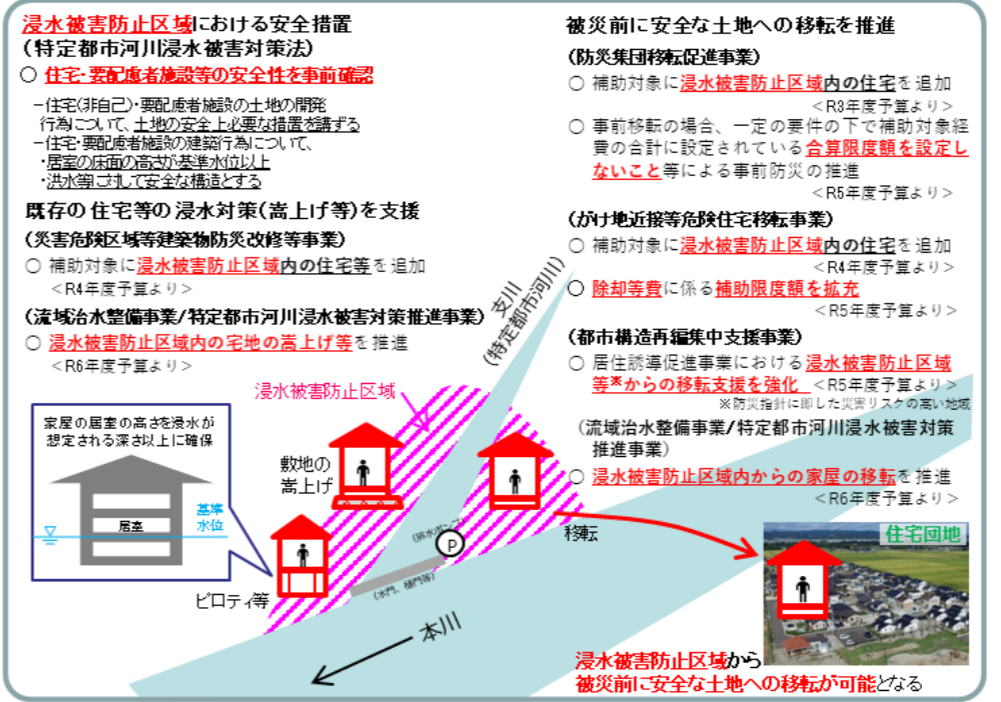 浸水被害防止区域における安全措置
(特定都市河川浸水被害対策法)
○ 住宅・要配慮者施設等の安全性を事前確認
－住宅(非自己)・要配慮者施設の土地の開発
行為について、土地の安全上必要な措置を講ずる
－住宅・要配慮者施設の建築行為について、
・居室の床面の高さが基準水位以上
・洪水等に対して安全な構造とする
既存の住宅等の浸水対策(嵩上げ等)を支援
(災害危険区域等建築物防災改修等事業)
○ 補助対象に浸水被害防止区域内の住宅等を追加
＜R4年度予算より＞
(流域治水整備事業/特定都市河川浸水被害対策推進事業)
○ 浸水被害防止区域内の宅地の嵩上げ等を推進
＜R6年度予算より＞
被災前に安全な土地への移転を推進
(防災集団移転促進事業)
○ 補助対象に浸水被害防止区域内の住宅を追加
＜R3年度予算より＞
○ 事前移転の場合、一定の要件の下で補助対象経
費の合計に設定されている合算限度額を設定し
ないこと等による事前防災の推進
＜R5年度予算より＞
(がけ地近接等危険住宅移転事業)
○ 補助対象に浸水被害防止区域内の住宅を追加
＜R4年度予算より＞
○ 除却等費に係る補助限度額を拡充
＜R5年度予算より＞
(都市構造再編集中支援事業)
○ 居住誘導促進事業における浸水被害防止区域
等※からの移転支援を強化 ＜R5年度予算より＞
※防災指針に即した災害リスクの高い地域
(流域治水整備事業/特定都市河川浸水被害対策
推進事業)
○ 浸水被害防止区域内からの家屋の移転を推進
＜R6年度予算より＞
支川
(特定都市河川)
浸水被害防止区域
家屋の居室の高さを浸水が
想定される深さ以上に確保
居室
基準
水位
敷地の
嵩上げ
ピロティ等
(排水ポンプ)
P
(水門、樋門等)
移転
本川
住宅団地
浸水被害防止区域から
被災前に安全な土地への移転が可能となる